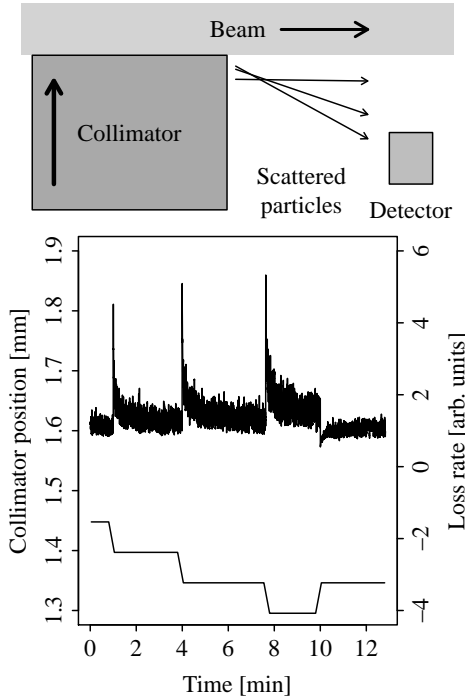 Beam
Collimator
Scattered
particles
Detector
Collimator position [mm]
1.9
1.8
1.7
1.6
1.5
1.4
1.3
6
4
2
0
−2
−4
Loss rate [arb. units]
0 2 4 6 8 10 12
Time [min]